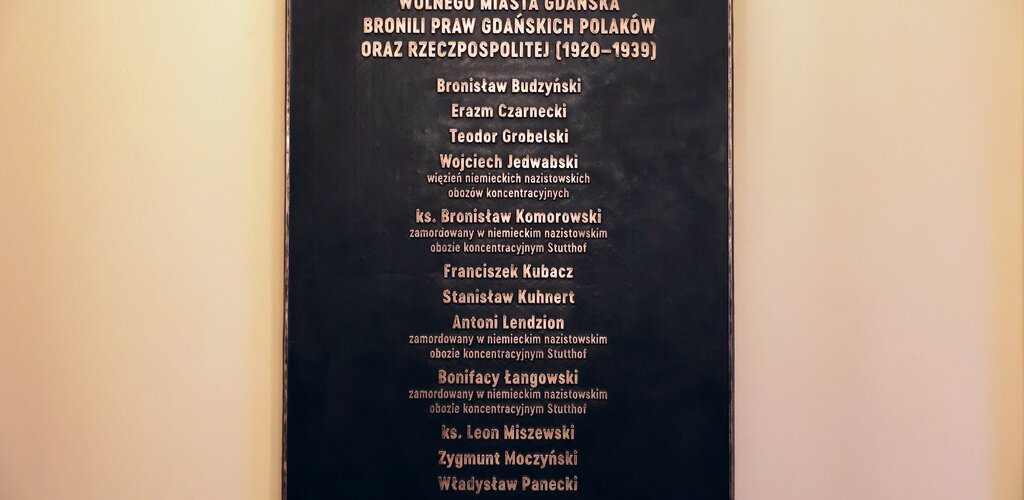 WOLNEGO MIASTA GDAŃSKA
BRONILI PRAW GDAŃSKICH POLAKÓW
ORAZ RZECZPOSPOLITEJ (1920–1939)
Bronisław Budzyński
Erazm Czarnecki
Teodor Grobelski
Wojciech Jedwabski
więzień niemieckich nazistowskich
obozów koncentracyjnych
ks. Bronisław Komorowski
zamordowany w niemieckim nazistowskim
obozie koncentracyjnym Stutthof
Franciszek Kubacz
Stanisław Kuhnert
Antoni Lendzion
zamordowany w niemieckim nazistowskim
obozie koncentracyjnym Stutthof
Bonifacy Łangowski
zamordowany w niemieckim nazistowskim
obozie koncentracyjnym Stutthof
ks. Leon Miszewski
Zygmunt Moczyński
Władysław Panecki